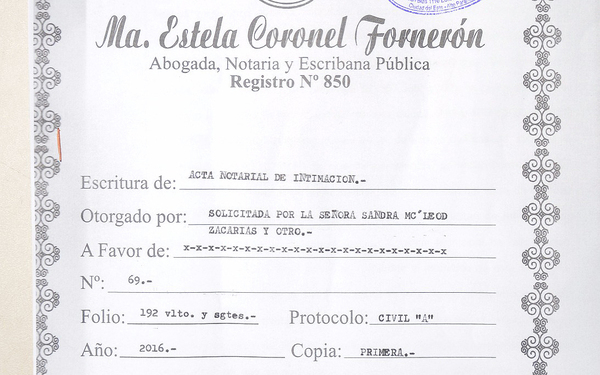 Ma. Estela Coronel Fornerón
Abogada, Notaria y Escribana Pública
Registro Nº 850
Escritura de: ACTA NOTARIAL DE INTIMACION.-
Otorgado por: SOLICITADA POR LA SEÑORA SANDRA MC´LEOD
ZACARIAS Y OTRO.-
A Favor de: x-x-x-x-x-x-x-x-x-x-x-x-x-x-x-x-x-x-x-x-x-x-x
Nº: 69.-
Folio: 192 vlto. y sgtes.- Protocolo: CIVIL "A"
Año: 2016.- Copia: PRIMERA.-